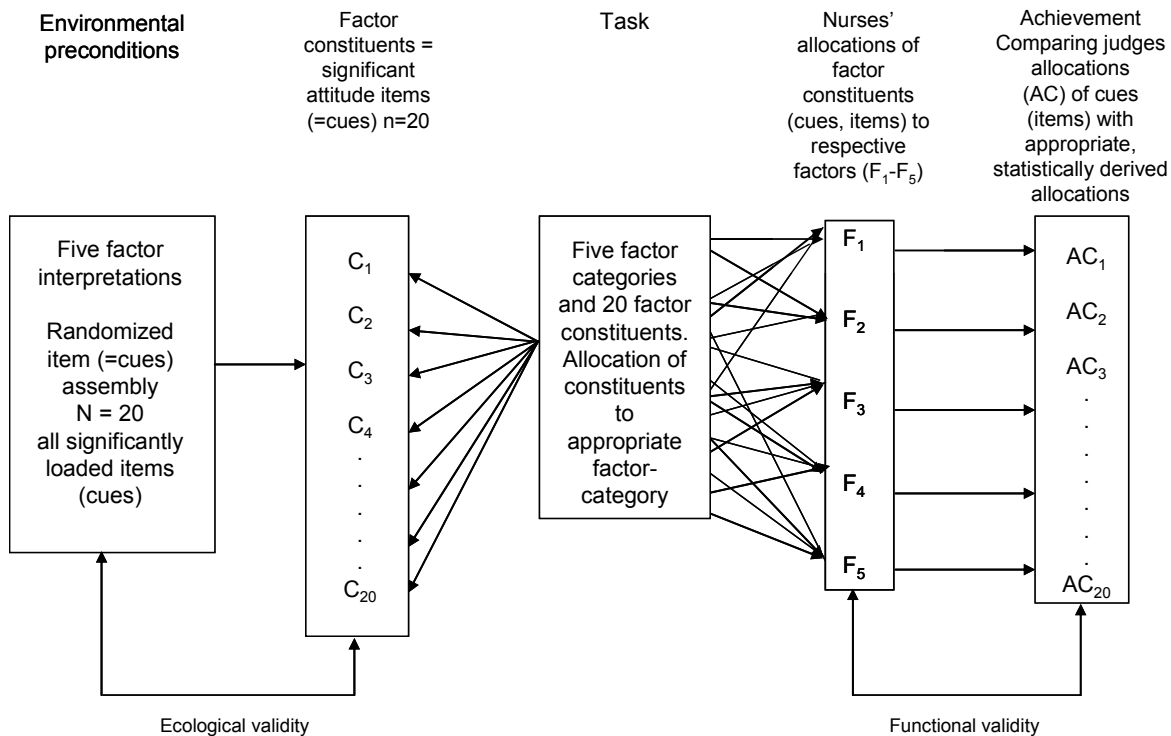 Environmental
preconditions
Factor
constituents =
significant
attitude items
(=cues) n=20
Task
Nurses’
allocations of
factor
constituents
(cues, items) to
respective
factors (F₁-F₅)
Achievement
Comparing judges
allocations
(AC) of cues
(items) with
appropriate,
statistically derived
allocations
Five factor
interpretations
Randomized
item (=cues)
assembly
N = 20
all significantly
loaded items
(cues)
C₁
C₂
C₃
C₄
.
.
.
.
C₂₀
Five factor
categories
and 20 factor
constituents.
Allocation of
constituents
to
appropriate
factor-
category
F₁
F₂
F₃
F₄
F₅
AC₁
AC₂
AC₃
.
.
.
.
.
.
AC₂₀
Ecological validity
Functional validity